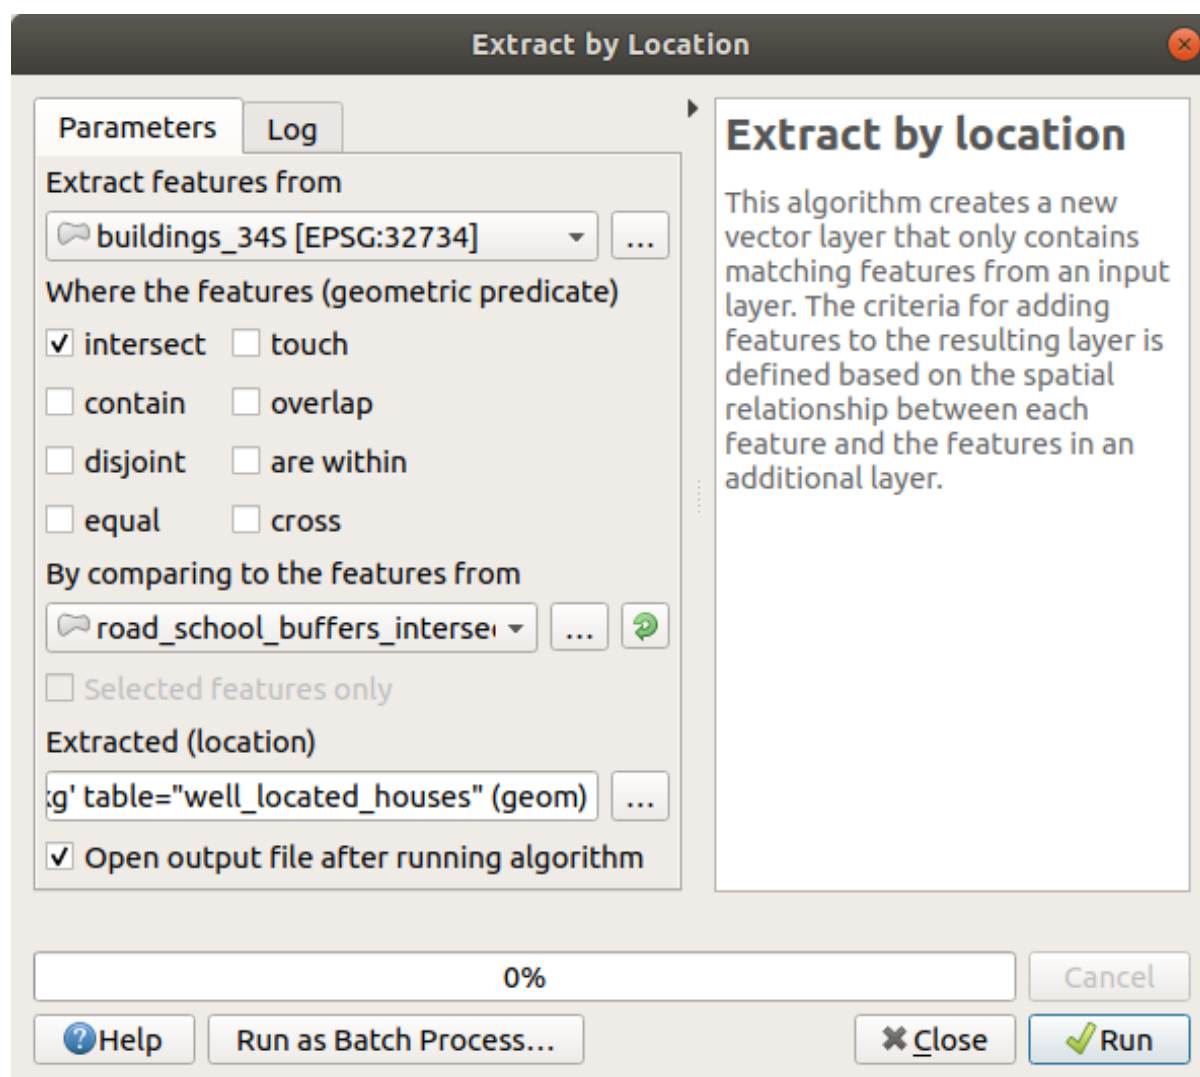 Extract by Location
Parameters
Log
Extract features from
buildings_34S [EPSG:32734]
...
Where the features (geometric predicate)
intersect
touch
contain
overlap
disjoint
are within
equal
cross
By comparing to the features from
road_school_buffers_interse
...
Selected features only
Extracted (location)
g' table="well_located_houses" (geom)
...
Open output file after running algorithm
Extract by location
This algorithm creates a new
vector layer that only contains
matching features from an input
layer. The criteria for adding
features to the resulting layer is
defined based on the spatial
relationship between each
feature and the features in an
additional layer.
0%
Cancel
Help
Run as Batch Process...
Close
Run